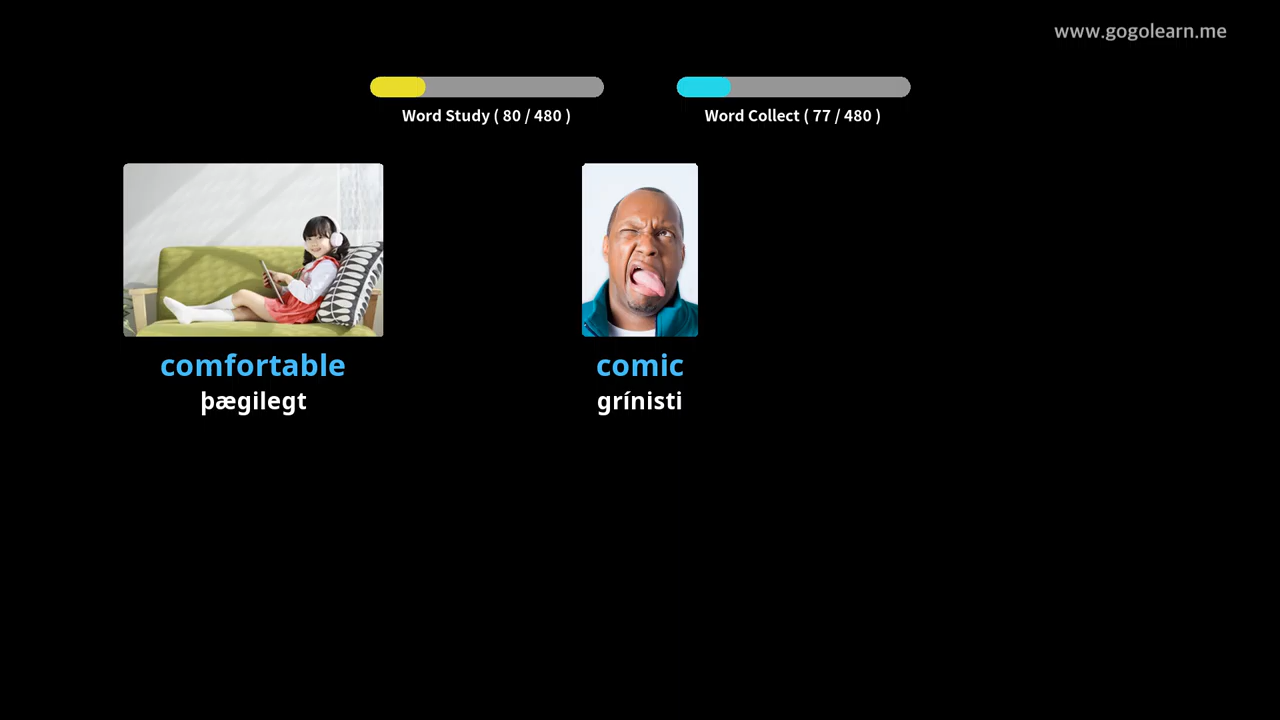 www.gogolearn.me
Word Study ( 80 / 480 )
Word Collect ( 77 / 480 )
comfortable
þægilegt
comic
grínisti